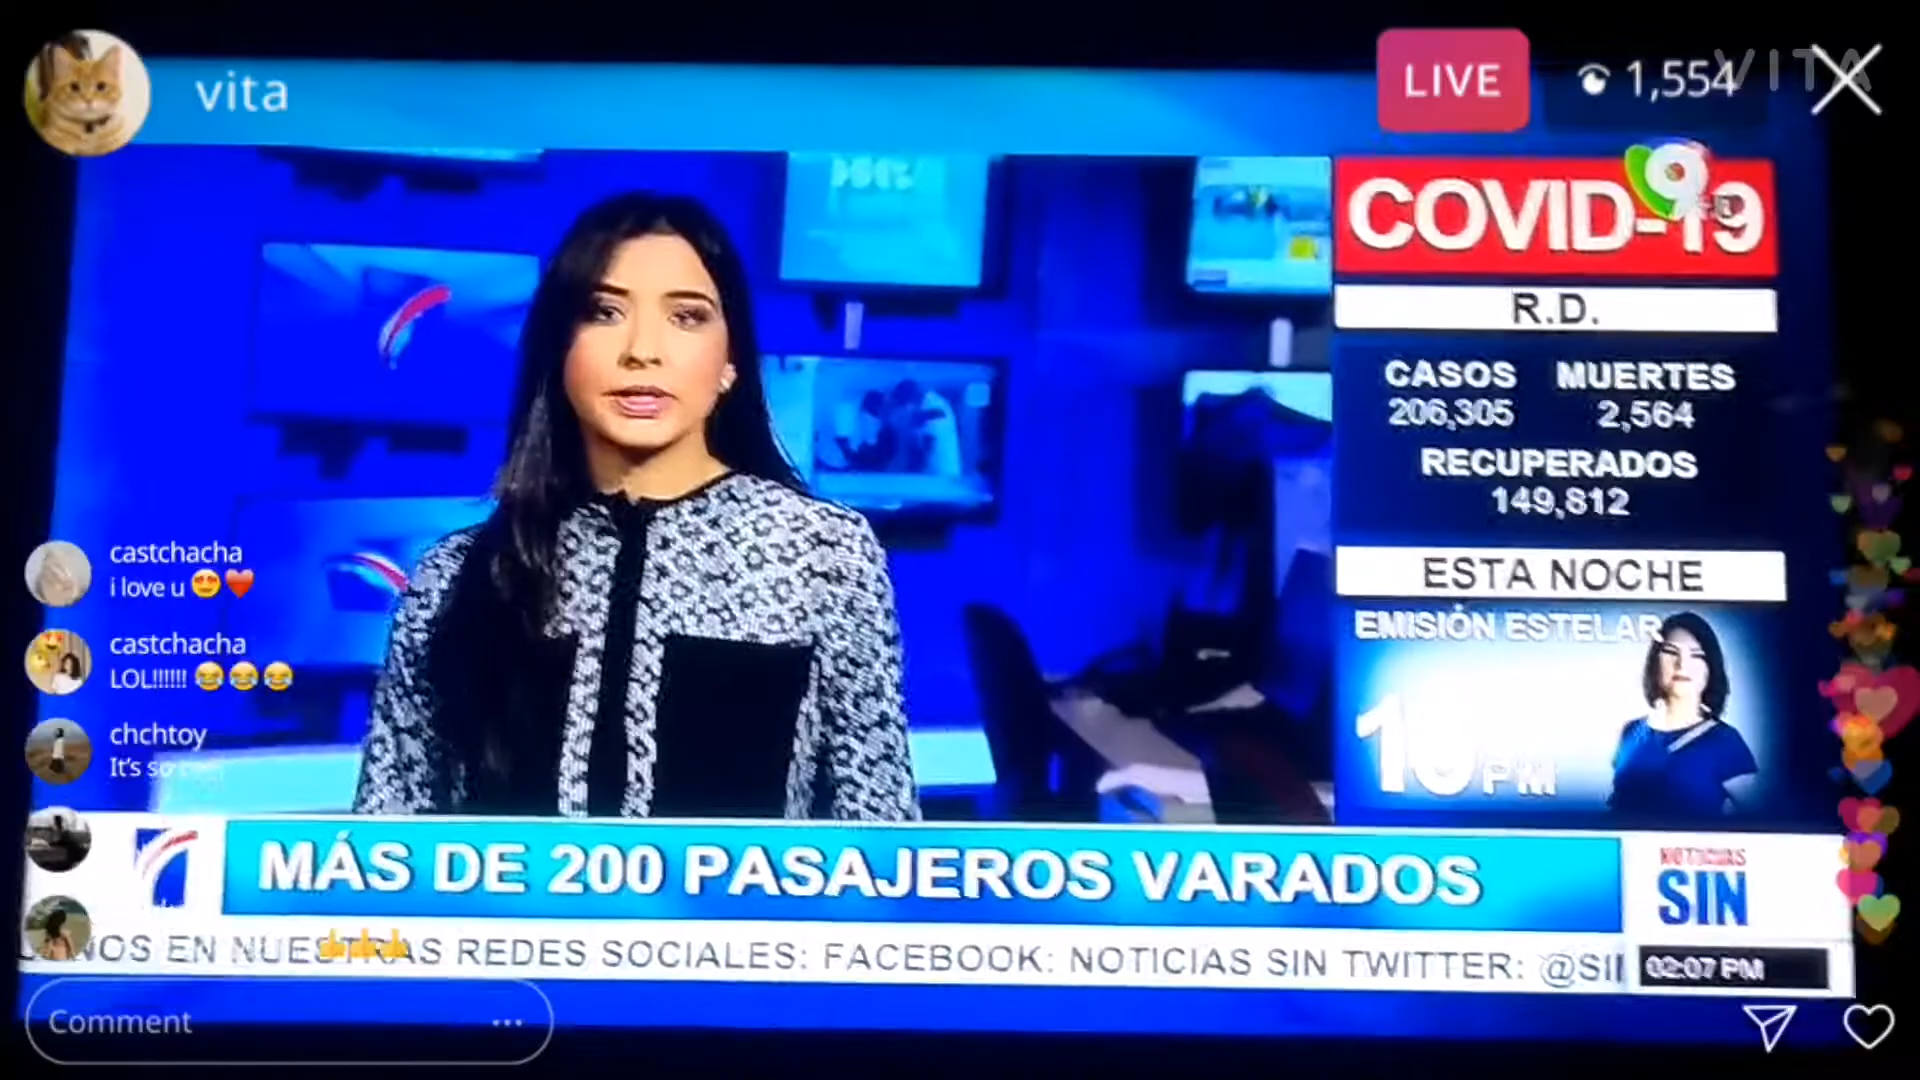 vita
LIVE
1,554
VITA
COVID-19
R.D.
CASOS MUERTES
206,305 2,564
RECUPERADOS
149,812
ESTA NOCHE
EMISIÓN ESTELAR
10PM
castchacha
i love u 😍❤️
castchacha
LOL!!!!!! 😂😂😂
chchtoy
It's so
MÁS DE 200 PASAJEROS VARADOS
NOTICIAS
SIN
NOS EN NUESTRAS REDES SOCIALES: FACEBOOK: NOTICIAS SIN TWITTER: @SI
02:07 PM
Comment